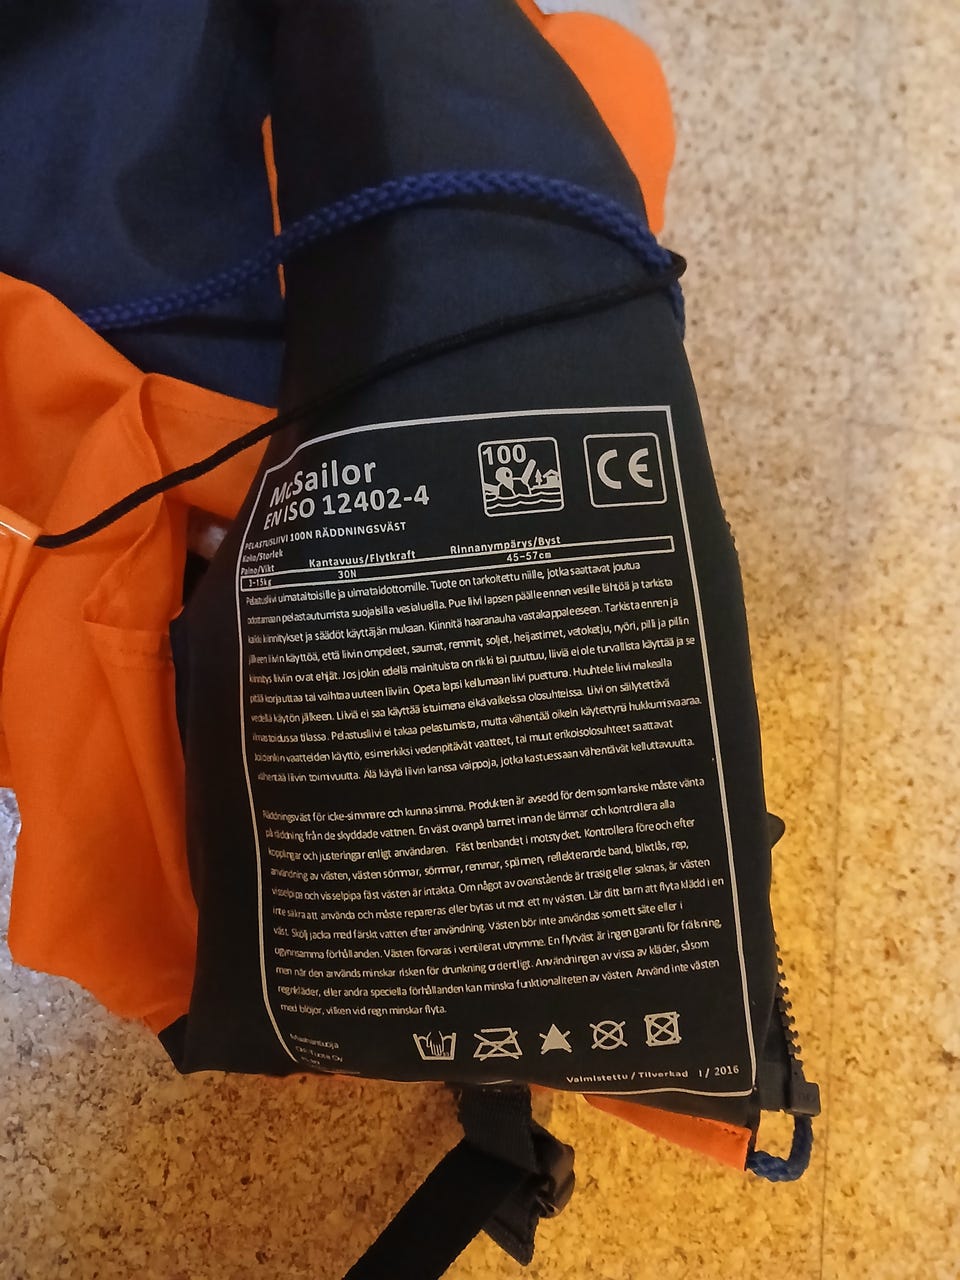 McSailor
EN ISO 12402-4
100
CE
PELASTUSLIIVI 100N RÄDDNINGSVÄST
Koko/Storlek
Paino/Vikt Kantavuus/Flytkraft Rinnanympärys/Byst
3-15kg 30N 45-57cm
Pelastusliivi uimataitoisille ja uimataidottomille. Tuote on tarkoitettu niille, jotka saattavat joutua
odottamaan pelastautumista suojaisilla vesialueilla. Pue liivi lapsen päälle ennen vesille lähtöä ja tarkista
kaikki kiinnitykset ja säädöt käyttäjän mukaan. Kiinnitä haaranauha vastakappaleeseen. Tarkista ennen ja
jälkeen liivin käyttöä, että liivin ompeleet, saumat, remmit, soljet, heijastimet, vetoketju, nyöri, pilli ja pillin
kiinnitys liiviin ovat ehjät. Jos jokin edellä mainituista on rikki tai puuttuu, liiviä ei ole turvallista käyttää ja se
pitää korjauttaa tai vaihtaa uuteen liiviin. Opeta lapsi kellumaan liivi puettuna. Huuhtele liivi makealla
vedellä käytön jälkeen. Liiviä ei saa käyttää istuimena eikä vaikeissa olosuhteissa. Liivi on säilytettävä
ilmastoidussa tilassa. Pelastusliivi ei takaa pelastumista, mutta vähentää oikein käytettynä hukkumisvaaraa.
Joidenkin vaatteiden käyttö, esimerkiksi vedenpitävät vaatteet, tai muut erikoisolosuhteet saattavat
vähentää liivin toimivuutta. Älä käytä liivin kanssa vaippoja, jotka kastuessaan vähentävät kelluttavuutta.
Räddningsväst för icke-simmare och kunna simma. Produkten är avsedd för dem som kanske måste vänta
på räddning från de skyddade vattnen. En väst ovanpå barnet innan de lämnar och kontrollera alla
kopplingar och justeringar enligt användaren. Fäst benbandet i motstycket. Kontrollera före och efter
användning av väst, västen sömmar, sömmar, remmar, spännen, reflekterande band, blixtlås, rep,
visselpipe och visselpipa fäst västen är intakta. Om något av ovanstående är trasig eller saknas, är västen
inte säkra att använda och måste repareras eller bytas ut mot ett ny västen. Lär ditt barn att flyta klädd i en
väst. Skölj jacka med färskt vatten efter användning. Västen bör inte användas som ett säte eller i
ogynnsamma förhållanden. Västen förvaras i ventilerat utrymme. En flytväst är ingen garanti för frälsning,
men när den används minskar risken för drunkning ordentligt. Användningen av vissa av kläder, såsom
regnkläder, eller andra speciella förhållanden kan minska funktionaliteten av västen. Använd inte västen
med blöjor, vilken vid regn minskar flyta.
Maahantuoja
Valmistettu / Tillverkad 1 / 2016